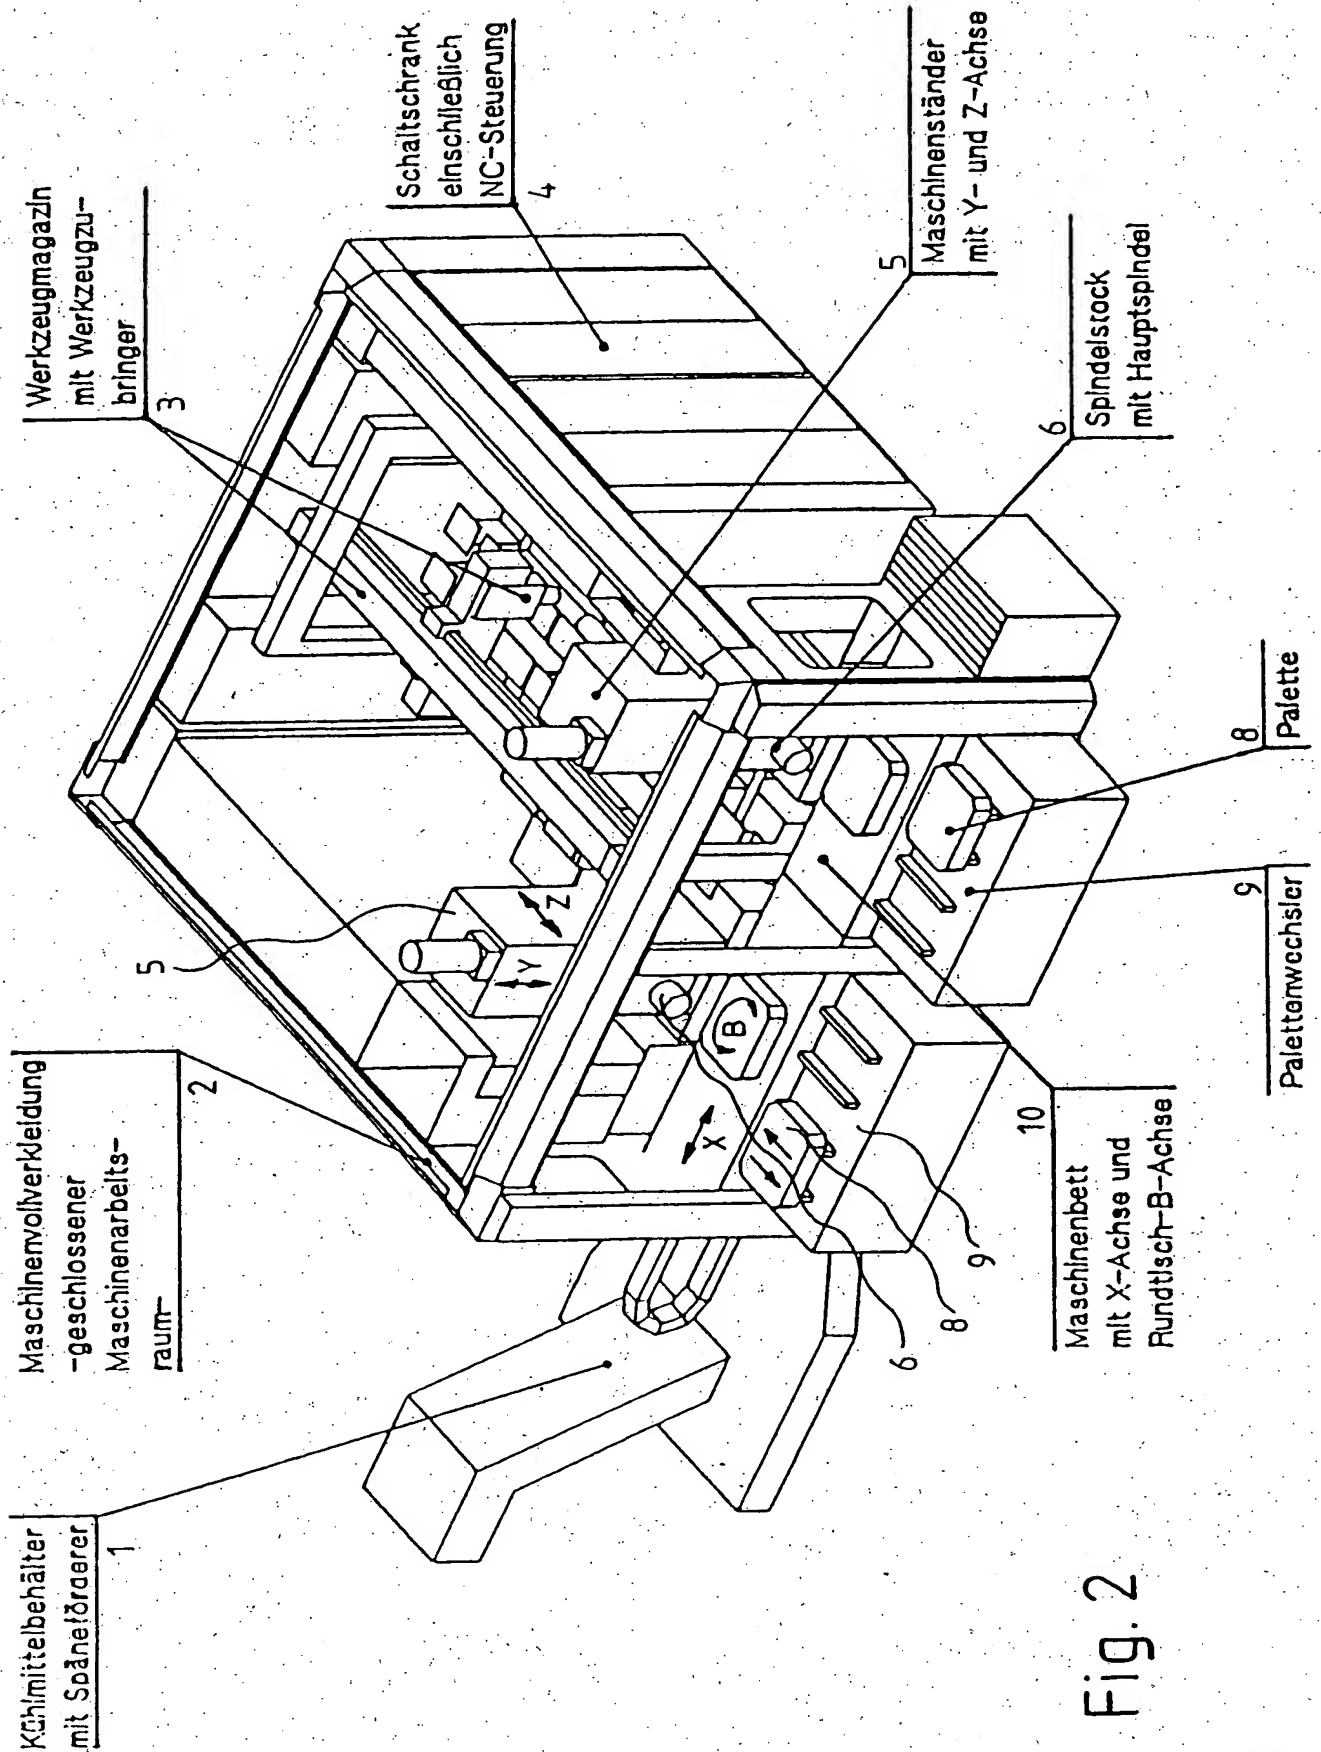 Kühlmittelbehälter
mit Späneförderer
1
Maschinenvollverkleidung
-geschlossener
Maschinenarbeits-
raum-
2
Werkzeugmagazin
mit Werkzeugzu-
bringer
3
Schaltschrank
einschließlich
NC-Steuerung
4
5
Maschinenständer
mit Y- und Z-Achse
6
Spindelstock
mit Hauptspindel
8
Palette
9
Palettenwechsler
10
Maschinenbett
mit X-Achse und
Rundtisch-B-Achse
5
Z
Y
B
X
6
8
9
Fig. 2